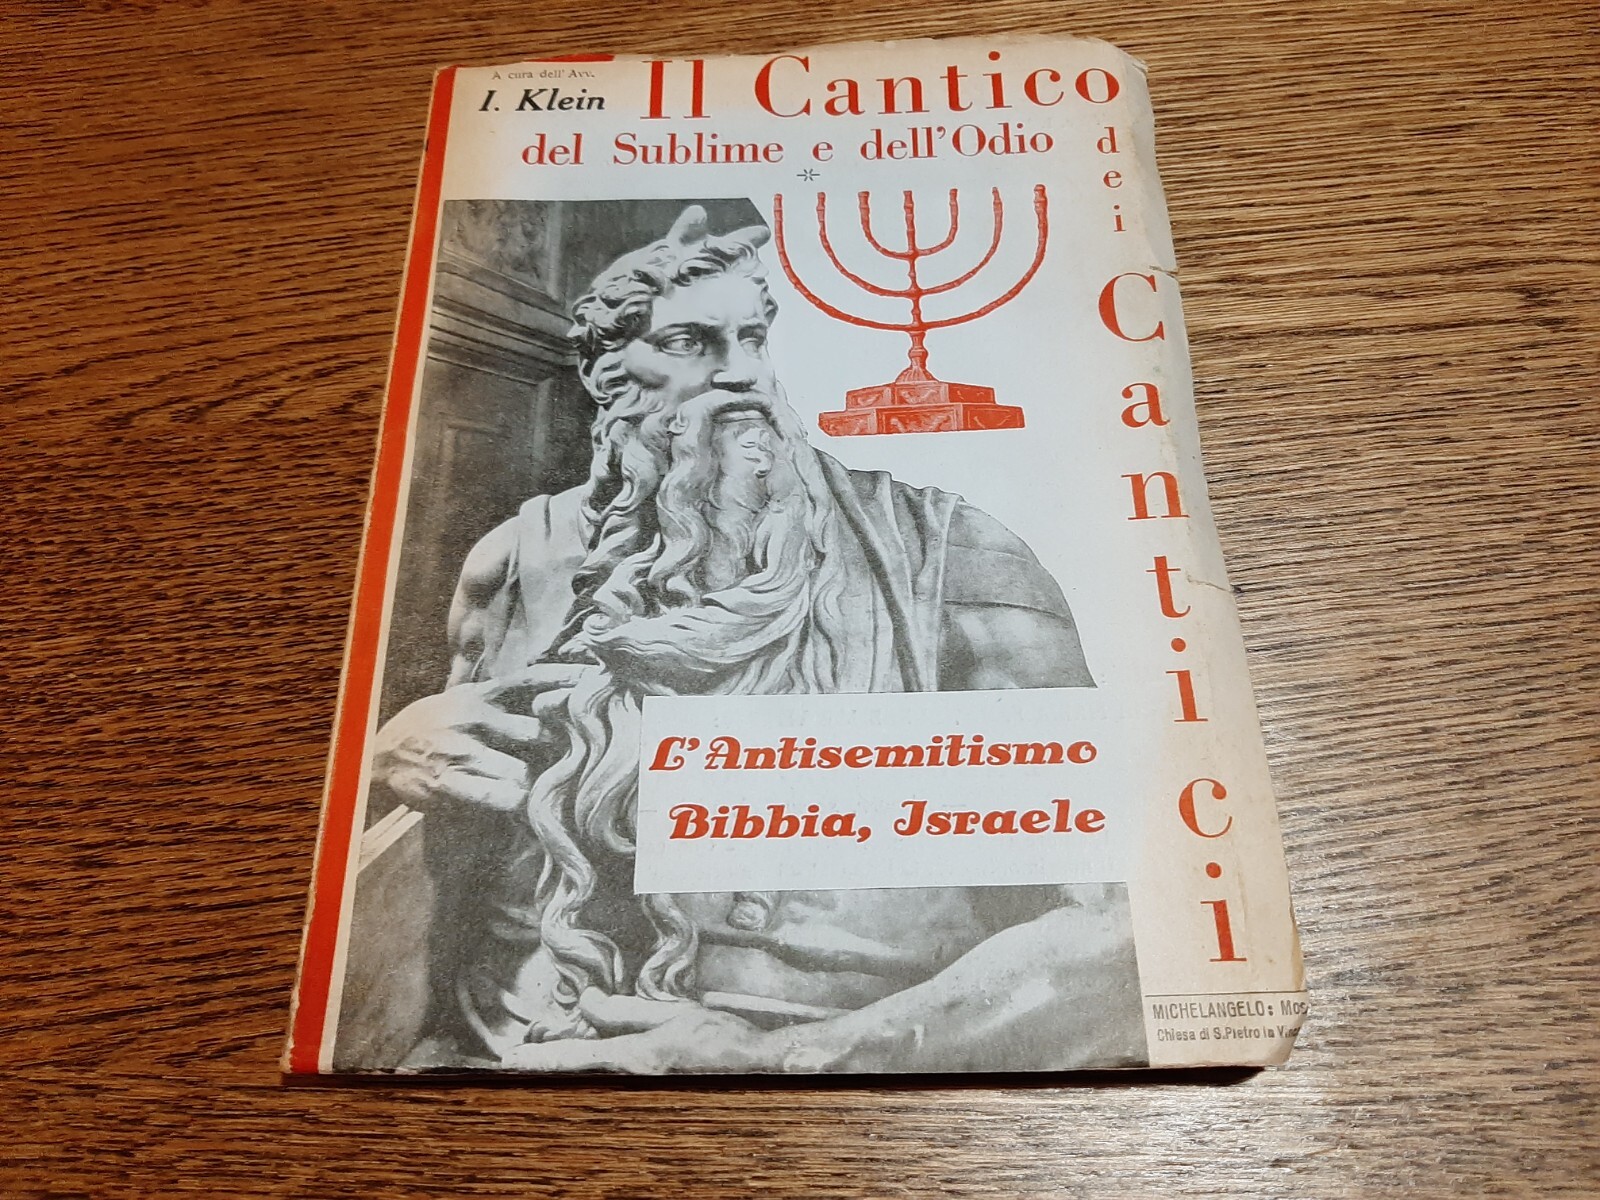 A cura dell'Avv.
I. Klein
Il Cantico
del Sublime e dell'Odio
dei Cantici
L'Antisemitismo
Bibbia, Israele
MICHELANGELO: Mos
Chiesa di S. Pietro in